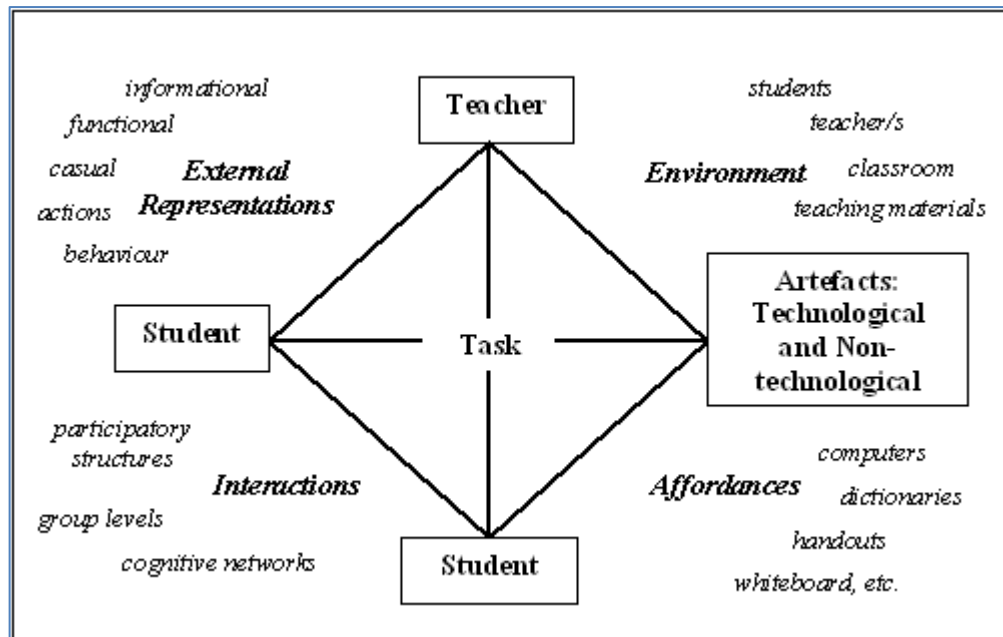 informational
functional
casual
actions
behaviour
External
Representations
Teacher
students
teacher/s
Environment
classroom
teaching materials
Student
Task
Artefacts:
Technological
and Non-
technological
participatory
structures
Interactions
group levels
cognitive networks
Student
computers
Affordances
dictionaries
handouts
whiteboard, etc.